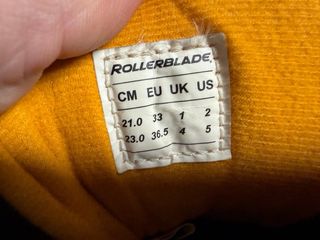 ROLLERBLADE.
CM EU UK US
21.0 33 1 2
23.0 36.5 4 5